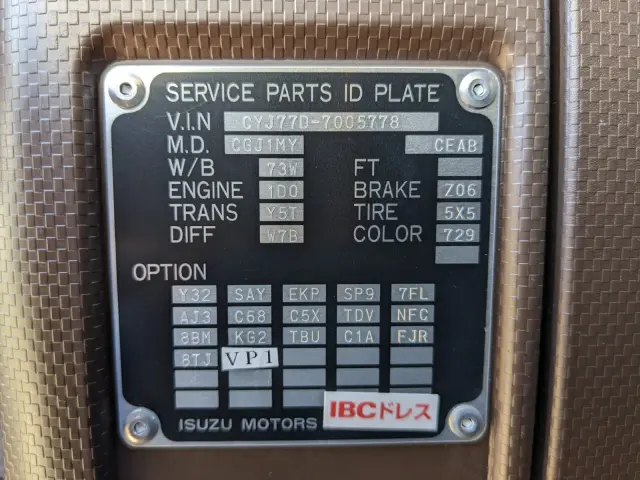 SERVICE PARTS ID PLATE
V.I.N CYJ77D-7005778
M.D. CGJ1MY CEAB
W/B 73W FT
ENGINE 1D0 BRAKE 706
TRANS Y5T TIRE 5X5
DIFF W7B COLOR 729
OPTION
Y32 SAY EKP SP9 7FL
AJ3 C68 C5X TDV NFC
8BM KG2 TBU C1A FJR
8TJ VP1
IBCドレス
ISUZU MOTORS